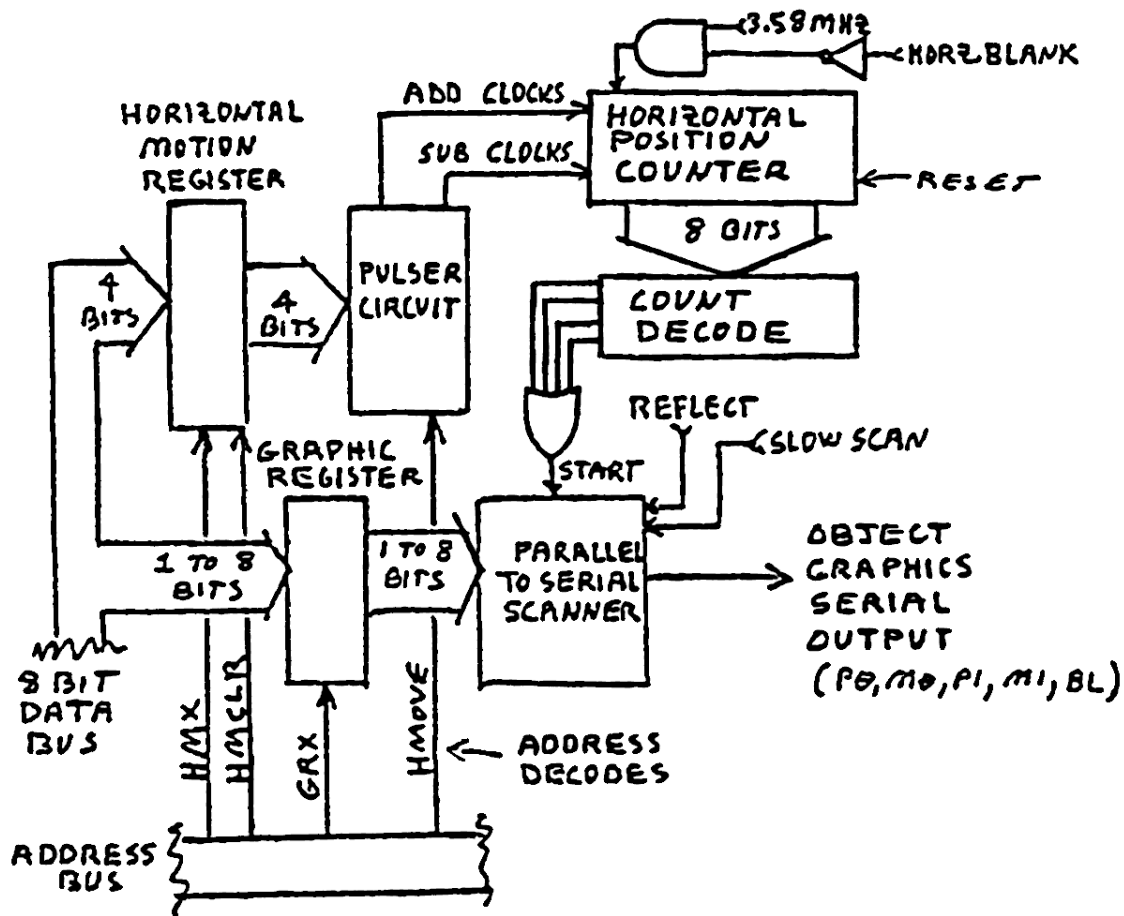 3.58MHZ
HORZ BLANK
ADD CLOCKS
HORIZONTAL
POSITION
COUNTER
HORIZONTAL
MOTION
REGISTER
SUB CLOCKS
RESET
8 BITS
4
BITS
4
BITS
PULSER
CIRCUIT
COUNT
DECODE
REFLECT
SLOW SCAN
GRAPHIC
REGISTER
START
1 TO 8
BITS
1 TO 8
BITS
PARALLEL
TO SERIAL
SCANNER
OBJECT
GRAPHICS
SERIAL
OUTPUT
(P0, M0, P1, M1, BL)
8 BIT
DATA
BUS
HMX
HMCLR
GRX
HMOVE
ADDRESS
DECODES
ADDRESS
BUS